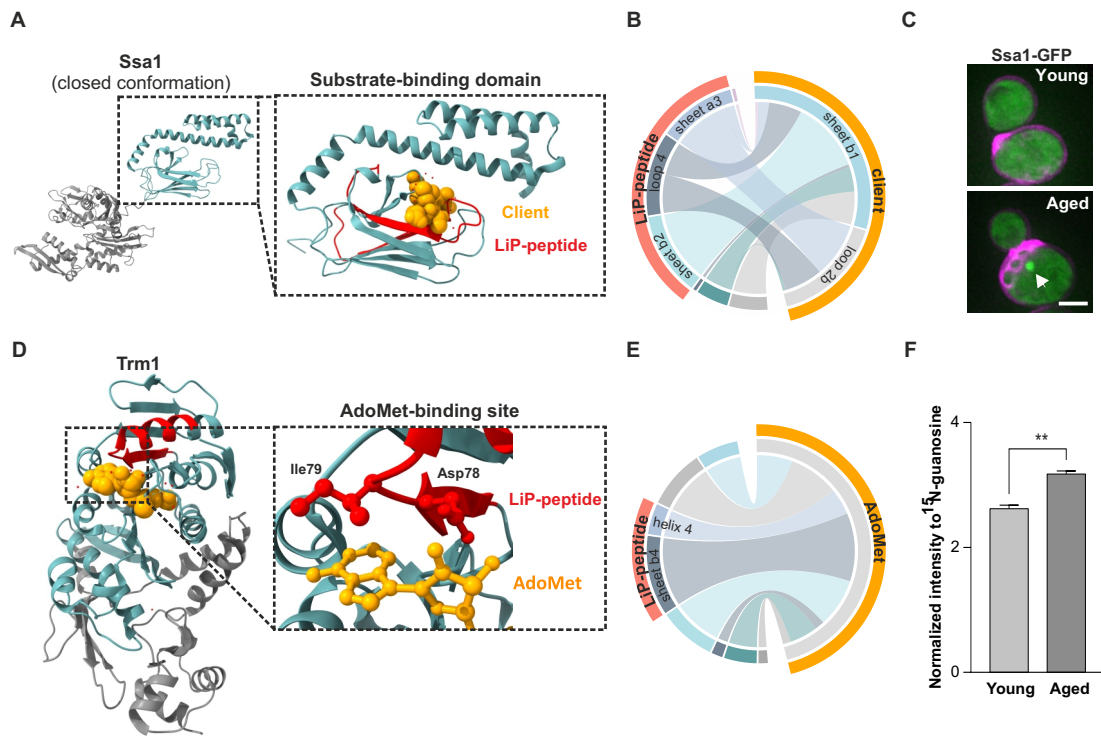 A
Ssa1
(closed conformation)
Substrate-binding domain
Client
LiP-peptide
B
LiP-peptide
sheet a3
loop 4
sheet b2
sheet b1
client
loop 2b
C
Ssa1-GFP
Young
Aged
D
Trm1
AdoMet-binding site
Ile79
Asp78
LiP-peptide
AdoMet
E
LiP-peptide
helix 4
sheet b4
AdoMet
F
Normalized intensity to ¹⁵N-guanosine
4
2
0
**
Young
Aged